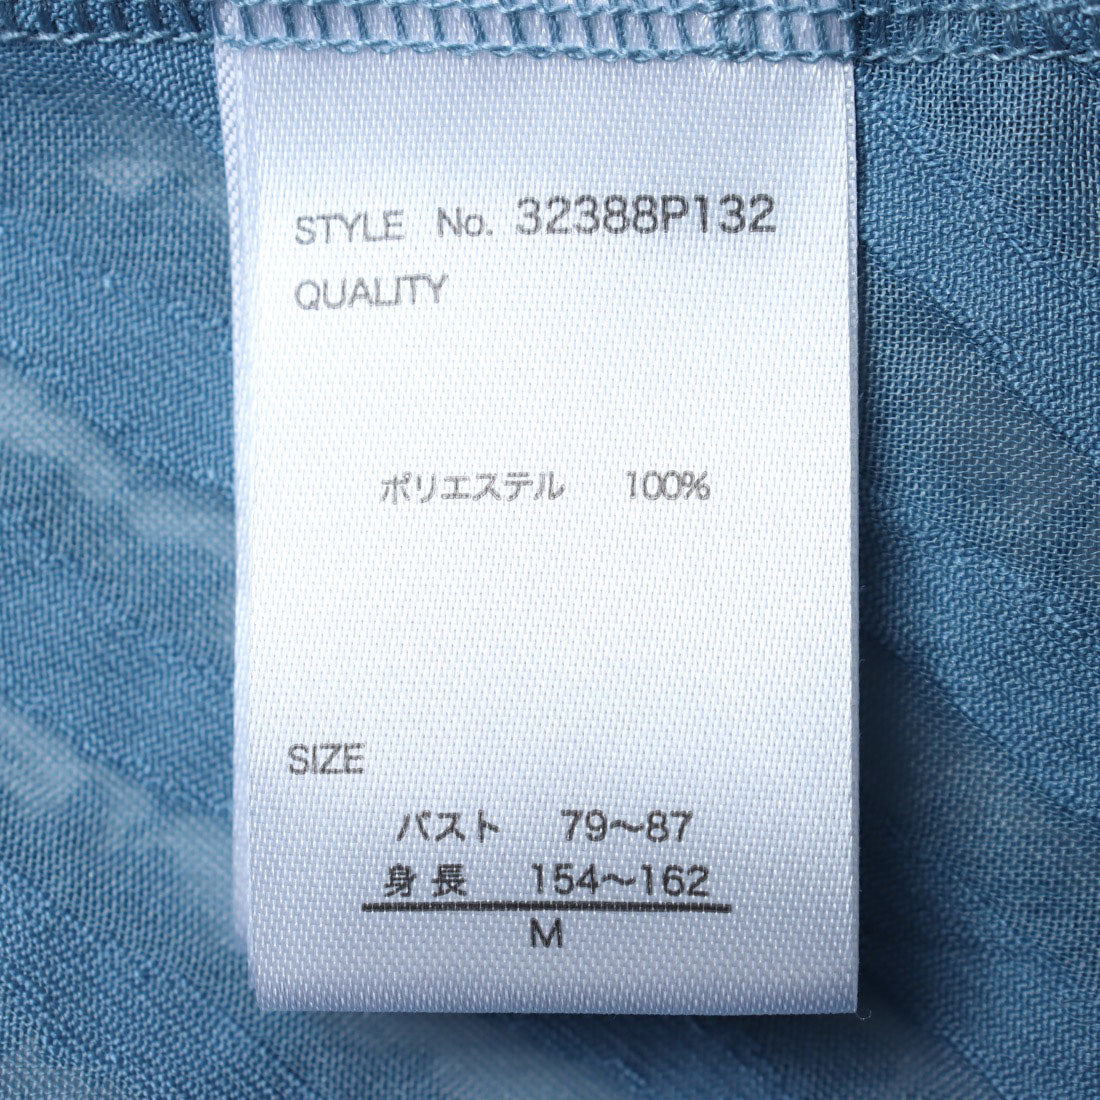 STYLE No. 32388P132
QUALITY
ポリエステル 100%
SIZE
バスト 79〜87
身長 154〜162
M